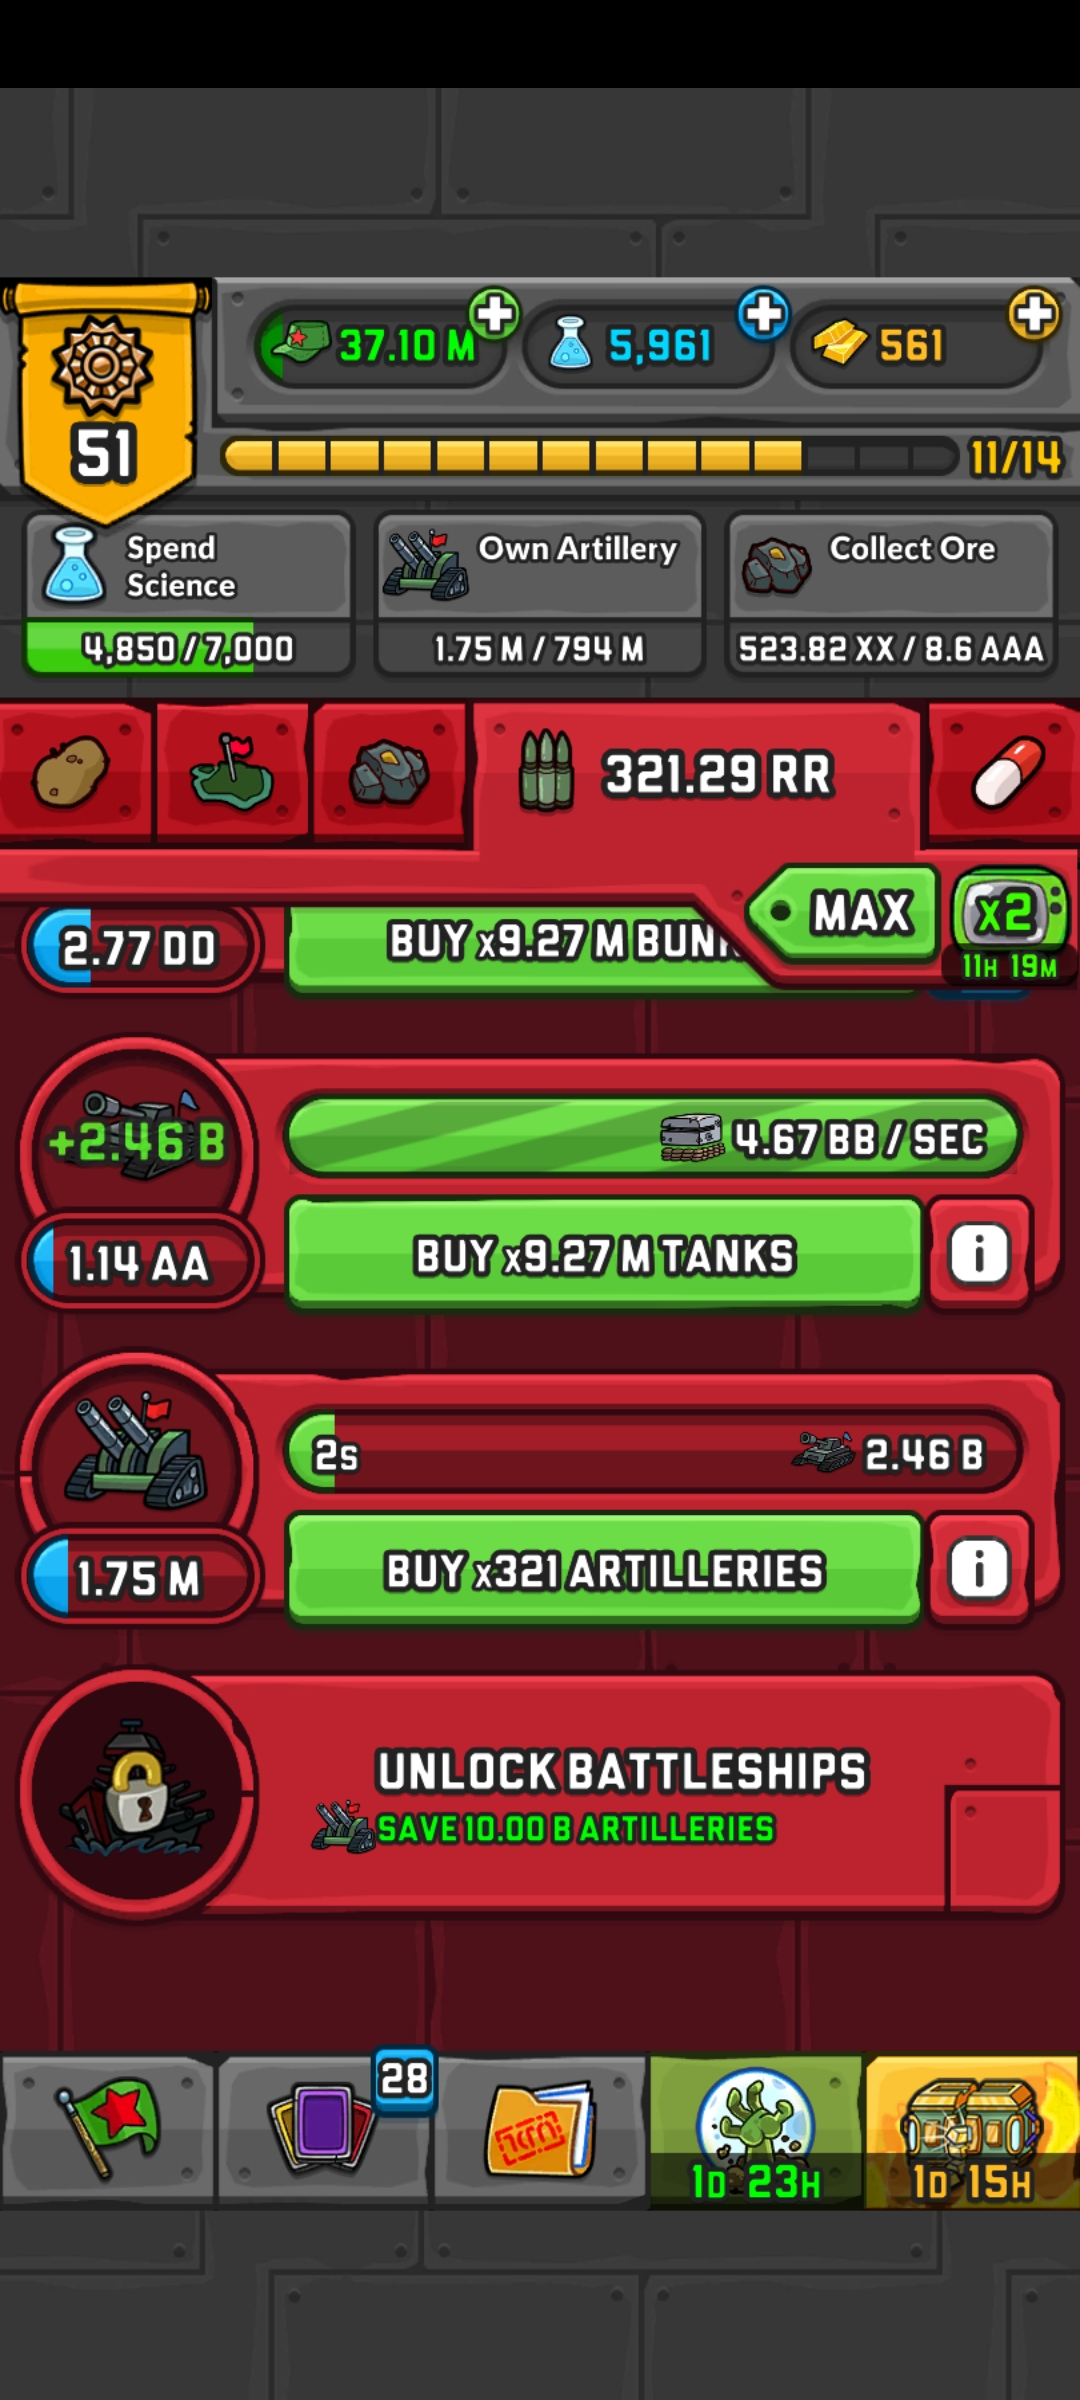 37.10 M
5,961
561
51
11/14
Spend
Science
4,850/7,000
Own Artillery
1.75 M / 794 M
Collect Ore
523.82 XX / 8.6 AAA
321.29 RR
MAX
x2
11H 19M
2.77 DD
BUY x9.27 M
+2.46 B
4.67 BB / SEC
1.14 AA
BUY x9.27 M TANKS
i
2s
2.46 B
1.75 M
BUY x321 ARTILLERIES
i
UNLOCK BATTLESHIPS
SAVE 10.00 B ARTILLERIES
28
1D 23H
1D 15H